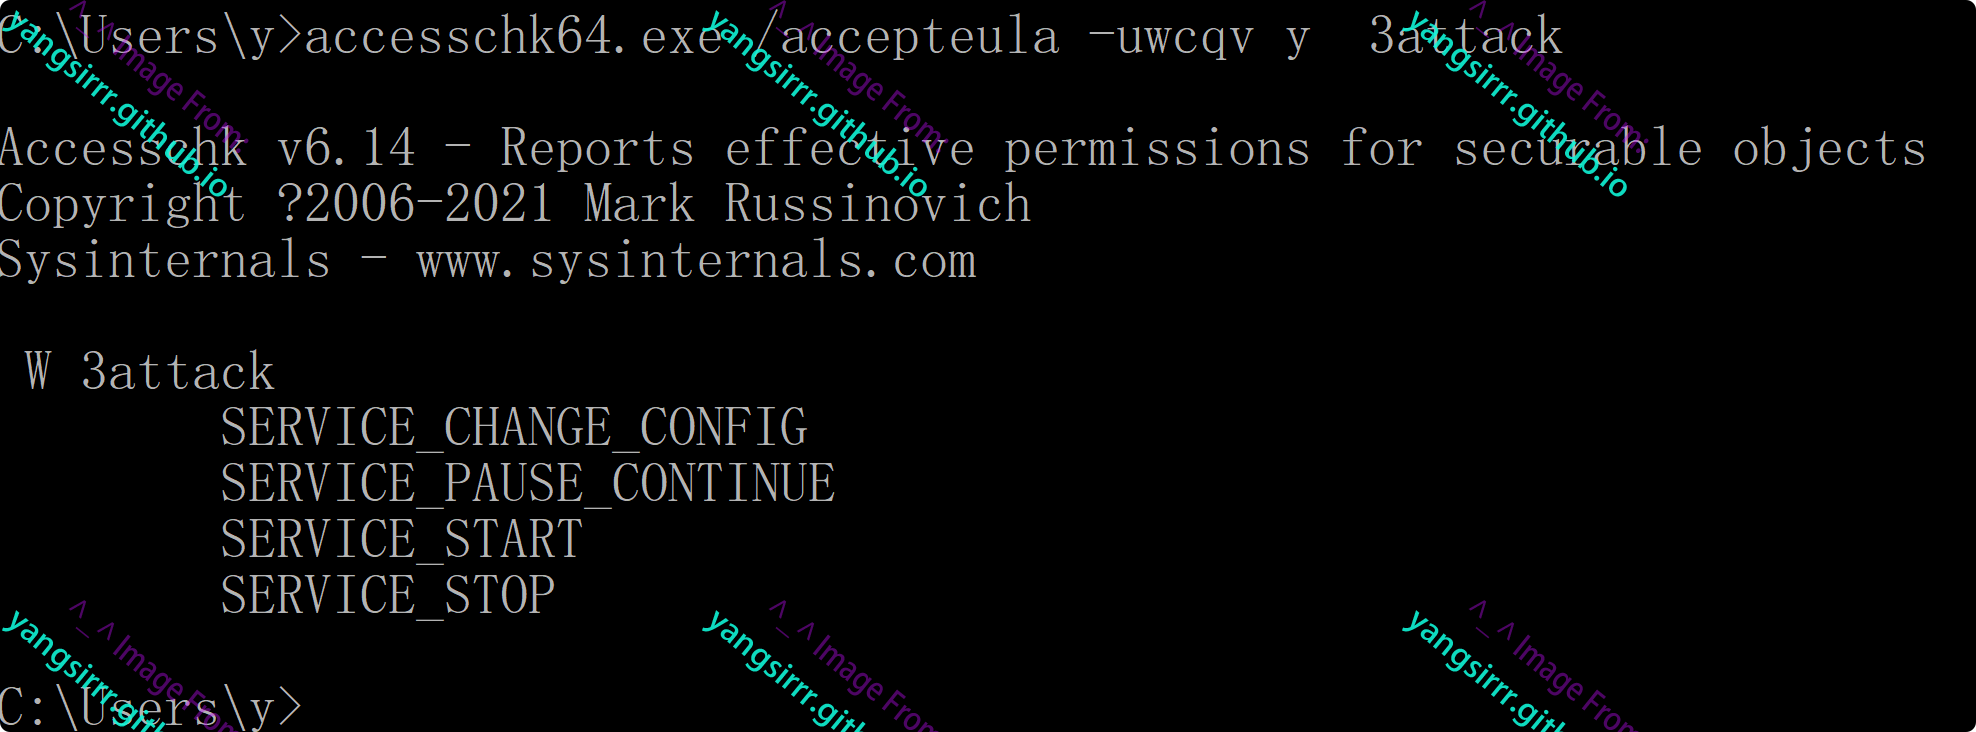 C:\Users\y>accesschk64.exe /accepteula -uwcqv y  3attack
Accesschk v6.14 - Reports effective permissions for securable objects
Copyright ?2006-2021 Mark Russinovich
Sysinternals - www.sysinternals.com
W 3attack
SERVICE_CHANGE_CONFIG
SERVICE_PAUSE_CONTINUE
SERVICE_START
SERVICE_STOP
C:\Users\y>
^_^ Image From:
yangsirrr.github.io
^_^ Image From:
yangsirrr.github.io
^_^ Image From:
yangsirrr.github.io
^_^ Image From
yangsirrr.gith
^_^ Image From
yangsirrr.gith
^_^ Image From
yangsirrr.gith